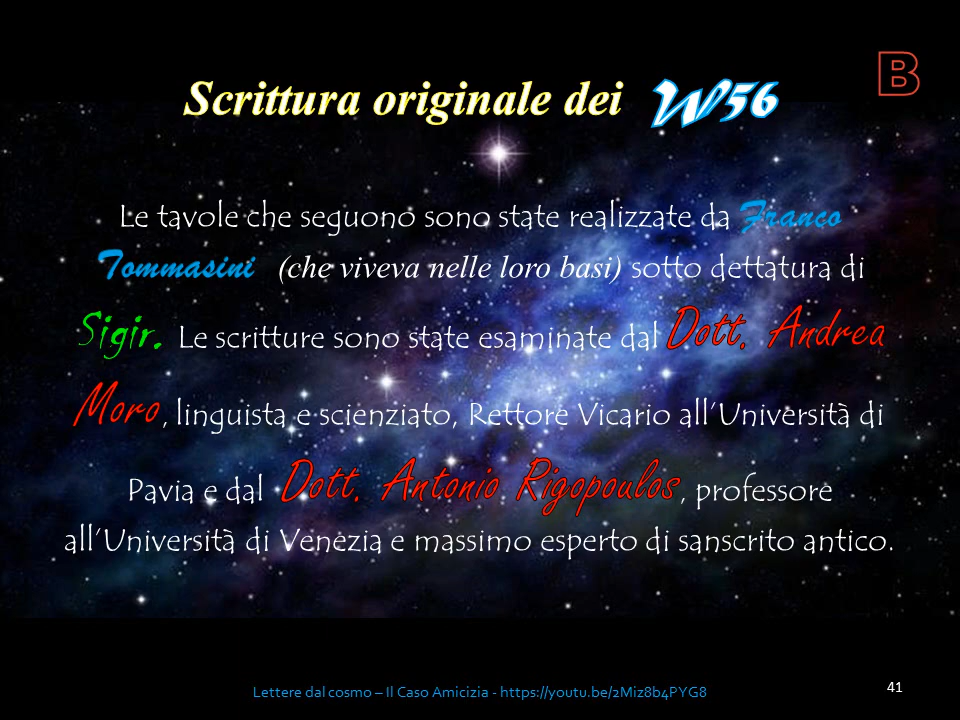 B
Scrittura originale dei W56
Le tavole che seguono sono state realizzate da Franco
Tommasini (che viveva nelle loro basi) sotto dettatura di
Sigir. Le scritture sono state esaminate dal Dott. Andrea
Moro, linguista e scienziato, Rettore Vicario all’Università di
Pavia e dal Dott. Antonio Rigopoulos, professore
all’Università di Venezia e massimo esperto di sanscrito antico.
Lettere dal cosmo – Il Caso Amicizia - https://youtu.be/2Miz8b4PYG8
41